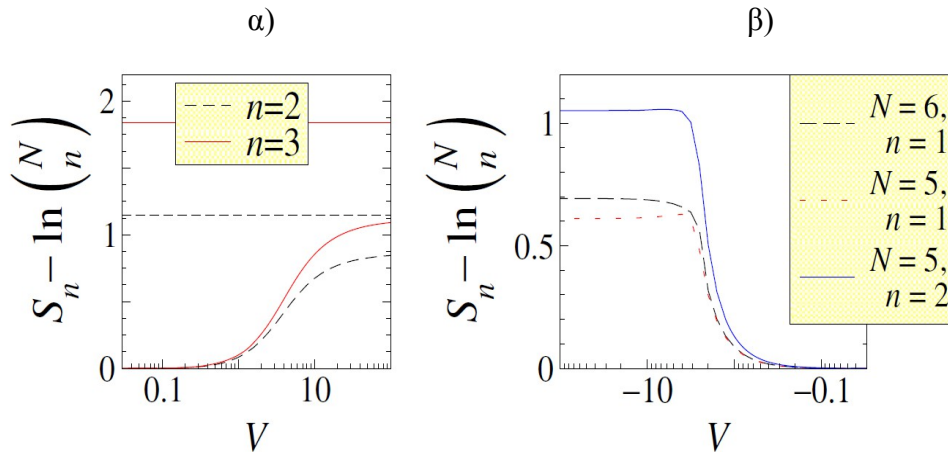 α)
β)
2
1
0
0.1
10
V
S_n − ln (N n)
n=2
n=3
1
0.5
0
−10
−0.1
V
S_n − ln (N n)
N = 6,
n = 1
N = 5,
n = 1
N = 5,
n = 2